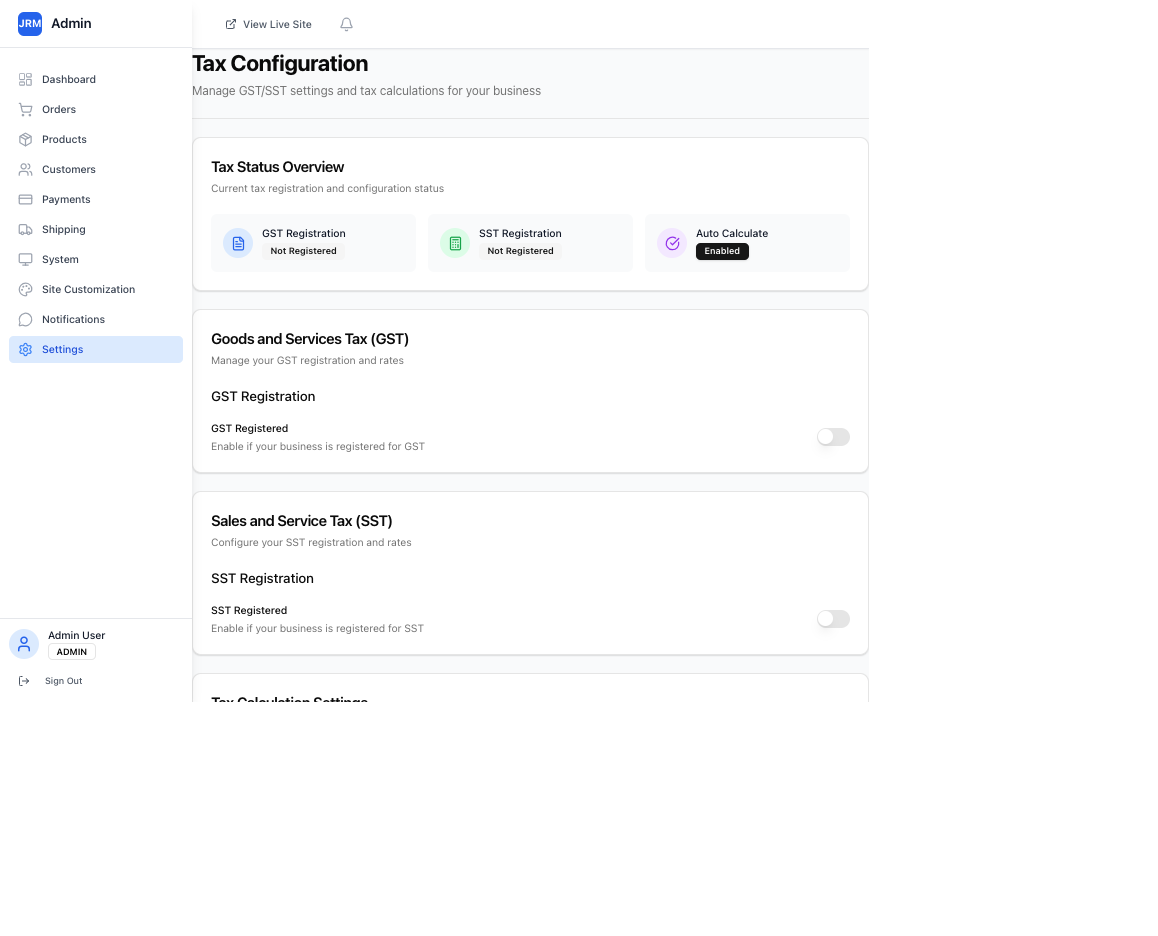 JRM Admin
View Live Site
Dashboard
Orders
Products
Customers
Payments
Shipping
System
Site Customization
Notifications
Settings
Admin User
ADMIN
Sign Out
Tax Configuration
Manage GST/SST settings and tax calculations for your business
Tax Status Overview
Current tax registration and configuration status
GST Registration
Not Registered
SST Registration
Not Registered
Auto Calculate
Enabled
Goods and Services Tax (GST)
Manage your GST registration and rates
GST Registration
GST Registered
Enable if your business is registered for GST
Sales and Service Tax (SST)
Configure your SST registration and rates
SST Registration
SST Registered
Enable if your business is registered for SST
Tax Calculation Settings